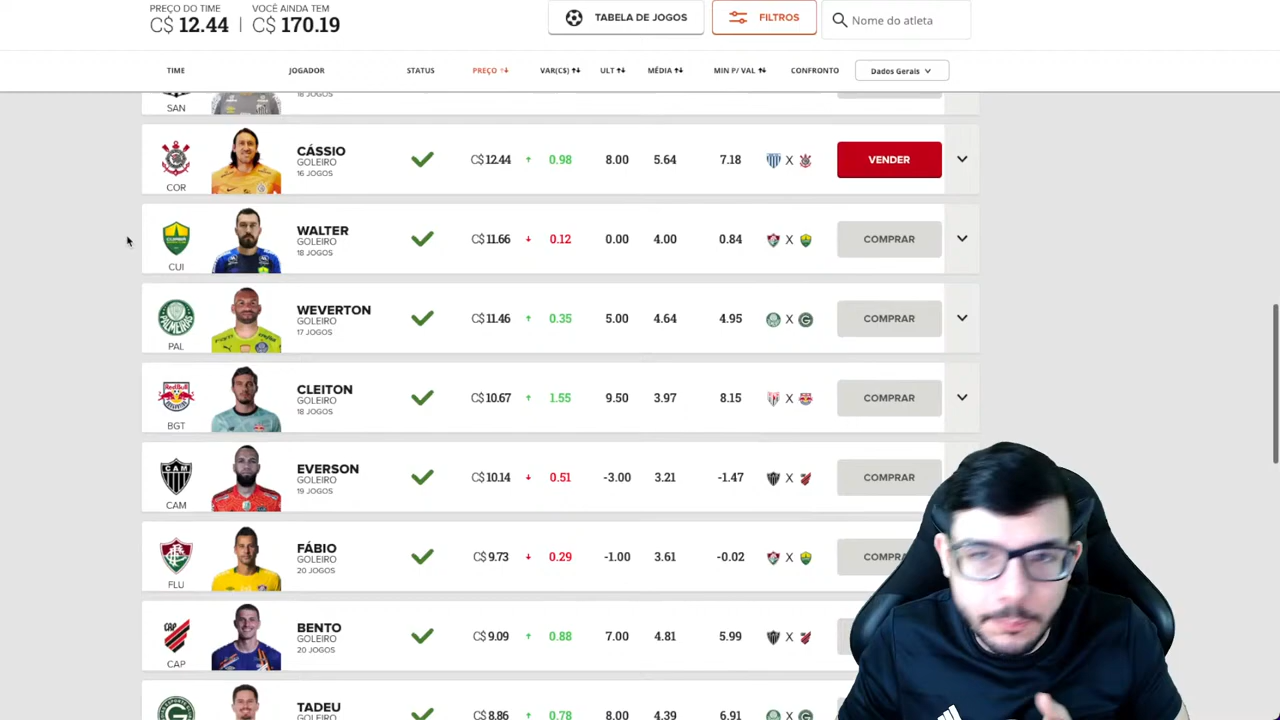 PREÇO DO TIME
C$ 12.44
VOCÊ AINDA TEM
C$ 170.19
TABELA DE JOGOS
FILTROS
Nome do atleta
TIME JOGADOR STATUS PREÇO VAR(C$) ULT MÉDIA MIN P/ VAL CONFRONTO Dados Gerais
SAN
18 JOGOS
CÁSSIO
GOLEIRO
16 JOGOS
COR
C$ 12.44 0.98 8.00 5.64 7.18 X VENDER
WALTER
GOLEIRO
18 JOGOS
CUI
C$ 11.66 0.12 0.00 4.00 0.84 X COMPRAR
WEVERTON
GOLEIRO
17 JOGOS
PAL
C$ 11.46 0.35 5.00 4.64 4.95 X COMPRAR
CLEITON
GOLEIRO
18 JOGOS
BGT
C$ 10.67 1.55 9.50 3.97 8.15 X COMPRAR
EVERSON
GOLEIRO
19 JOGOS
CAM
C$ 10.14 0.51 -3.00 3.21 -1.47 X COMPRAR
FÁBIO
GOLEIRO
20 JOGOS
FLU
C$ 9.73 0.29 -1.00 3.61 -0.02 X COMPR
BENTO
GOLEIRO
20 JOGOS
CAP
C$ 9.09 0.88 7.00 4.81 5.99 X
TADEU
GOLEIRO
C$ 8.86 0.78 8.00 4.39 6.91 X